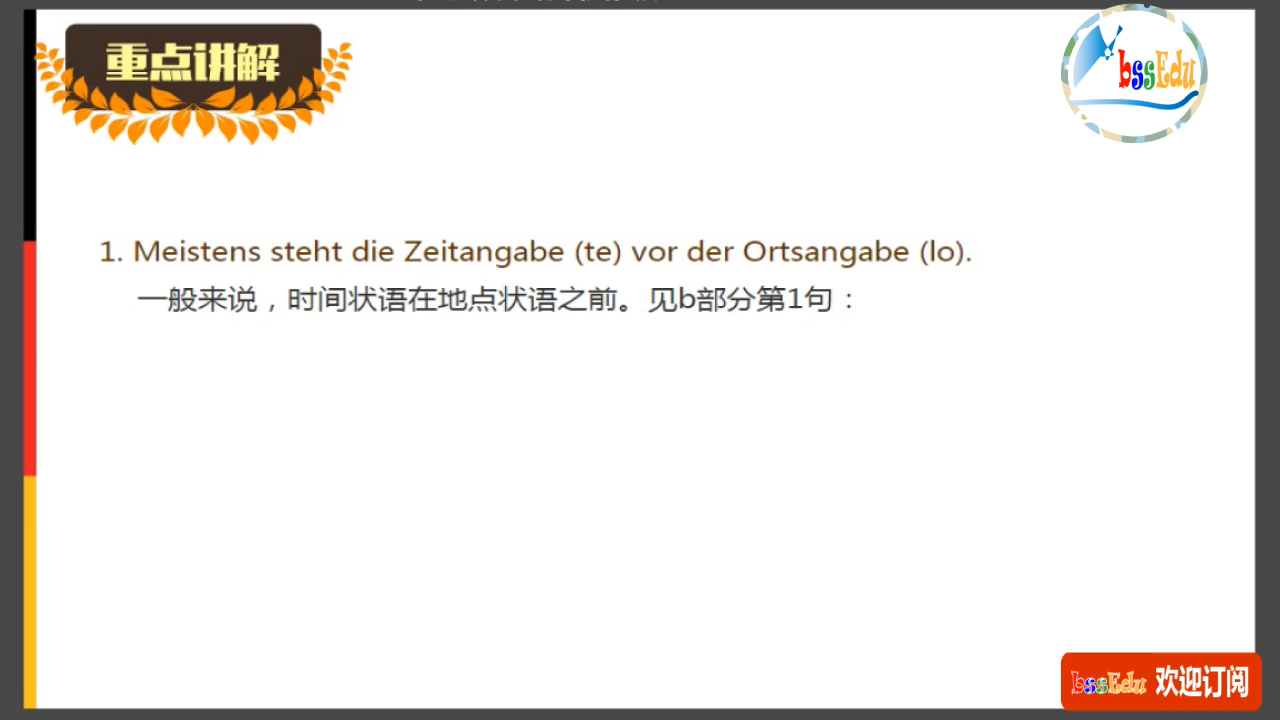 重点讲解
bssEdu
1. Meistens steht die Zeitangabe (te) vor der Ortsangabe (lo).
一般来说，时间状语在地点状语之前。见b部分第1句：
bssEdu 欢迎订阅